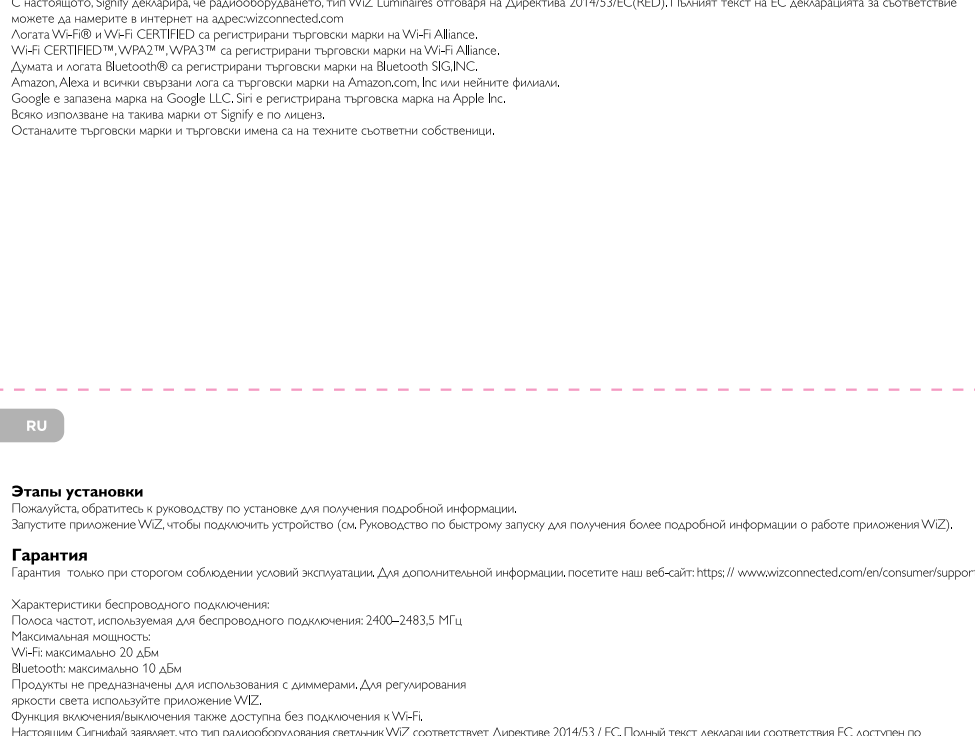 С настоящото, Signify декларира, че радиооборудването, тип WiZ Luminaires отговаря на Директива 2014/53/ЕС(RED). Пълният текст на ЕС декларацията за съответствие
можете да намерите в интернет на адрес:wizconnected.com
Логата Wi-Fi® и Wi-Fi CERTIFIED са регистрирани търговски марки на Wi-Fi Alliance.
Wi-Fi CERTIFIED™, WPA2™, WPA3™ са регистрирани търговски марки на Wi-Fi Alliance.
Думата и логата Bluetooth® са регистрирани търговски марки на Bluetooth SIG,INC.
Amazon, Alexa и всички свързани лога са търговски марки на Amazon.com, Inc или нейните филиали.
Google е запазена марка на Google LLC. Siri е регистрирана търговска марка на Apple Inc.
Всяко използване на такива марки от Signify е по лиценз.
Останалите търговски марки и търговски имена са на техните съответни собственици.
RU
Этапы установки
Пожалуйста, обратитесь к руководству по установке для получения подробной информации.
Запустите приложение WiZ, чтобы подключить устройство (см. Руководство по быстрому запуску для получения более подробной информации о работе приложения WiZ).
Гарантия
Гарантия только при сторогом соблюдении условий эксплуатации. Для дополнительной информации. посетите наш веб-сайт: https; // www.wizconnected.com/en/consumer/support
Характеристики беспроводного подключения:
Полоса частот, используемая для беспроводного подключения: 2400–2483,5 МГц
Максимальная мощность:
Wi-Fi: максимально 20 дБм
Bluetooth: максимально 10 дБм
Продукты не предназначены для использования с диммерами. Для регулирования
яркости света используйте приложение WIZ.
Функция включения/выключения также доступна без подключения к Wi-Fi.
Настоящим Сигнифай заявляет, что тип радиооборудования светльник WiZ соответствует Директиве 2014/53 / ЕС. Полный текст декларации соответствия ЕС доступен по